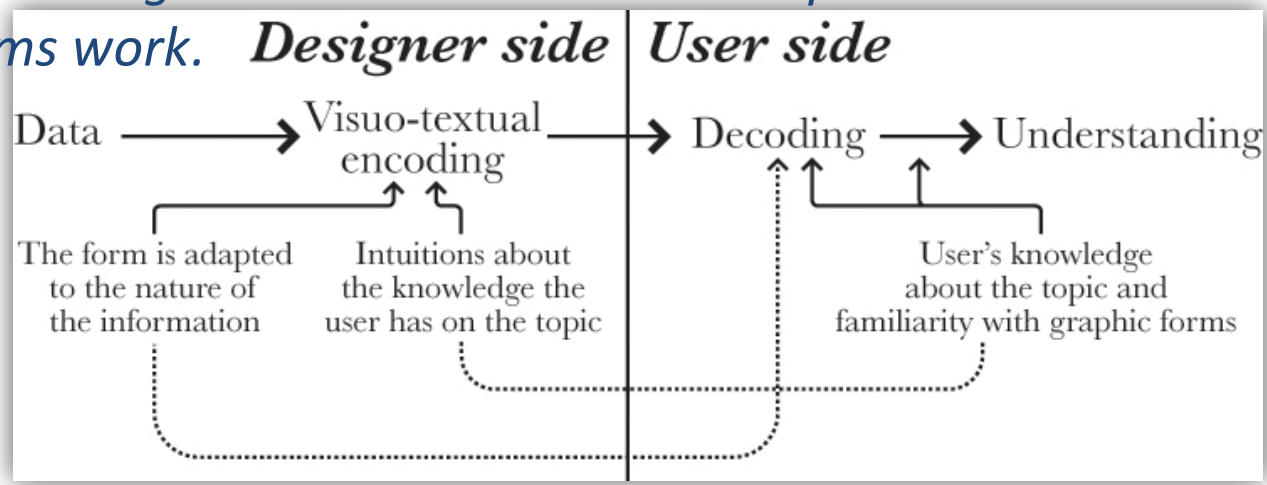 ms work.
Designer side
User side
Data
Visuo-textual
encoding
Decoding
Understanding
The form is adapted
to the nature of
the information
Intuitions about
the knowledge the
user has on the topic
User's knowledge
about the topic and
familiarity with graphic forms